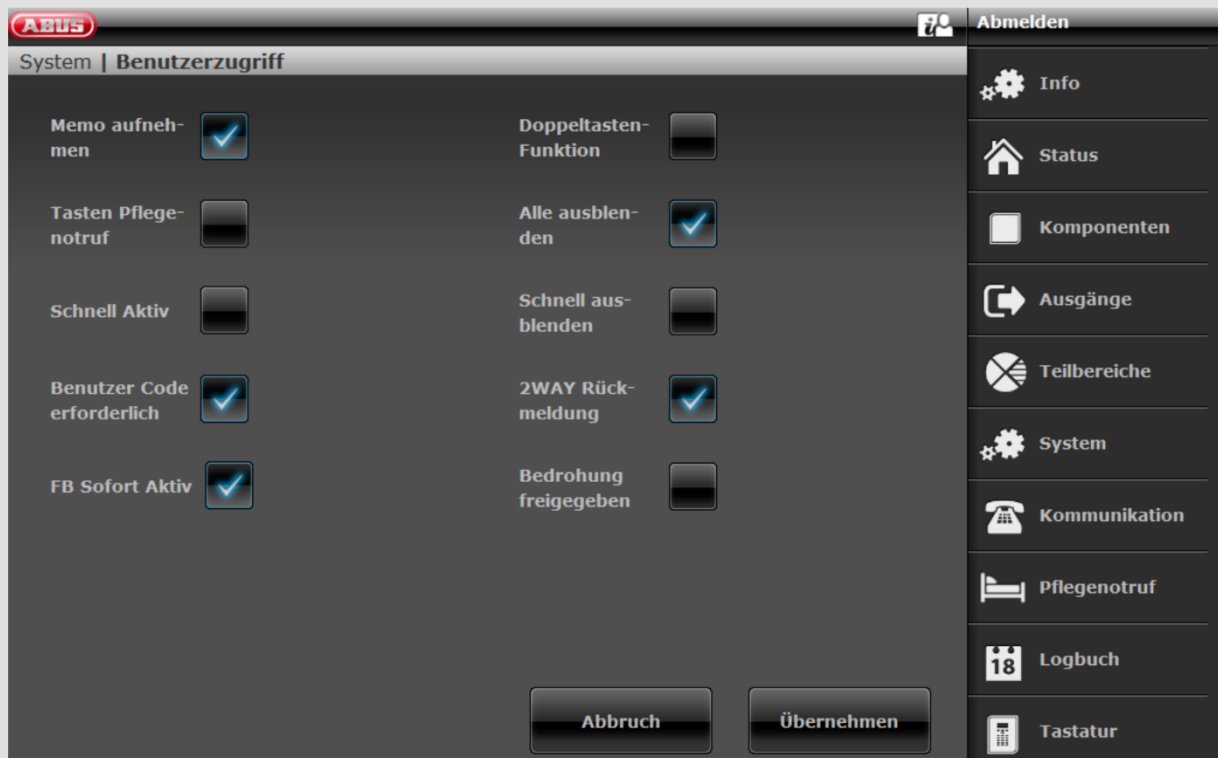 ABUS
Abmelden
System | Benutzerzugriff
Memo aufneh-
men
Doppeltasten-
Funktion
Tasten Pflege-
notruf
Alle ausblen-
den
Schnell Aktiv
Schnell aus-
blenden
Benutzer Code
erforderlich
2WAY Rück-
meldung
FB Sofort Aktiv
Bedrohung
freigegeben
Abbruch
Übernehmen
Info
Status
Komponenten
Ausgänge
Teilbereiche
System
Kommunikation
Pflegenotruf
18
Logbuch
Tastatur